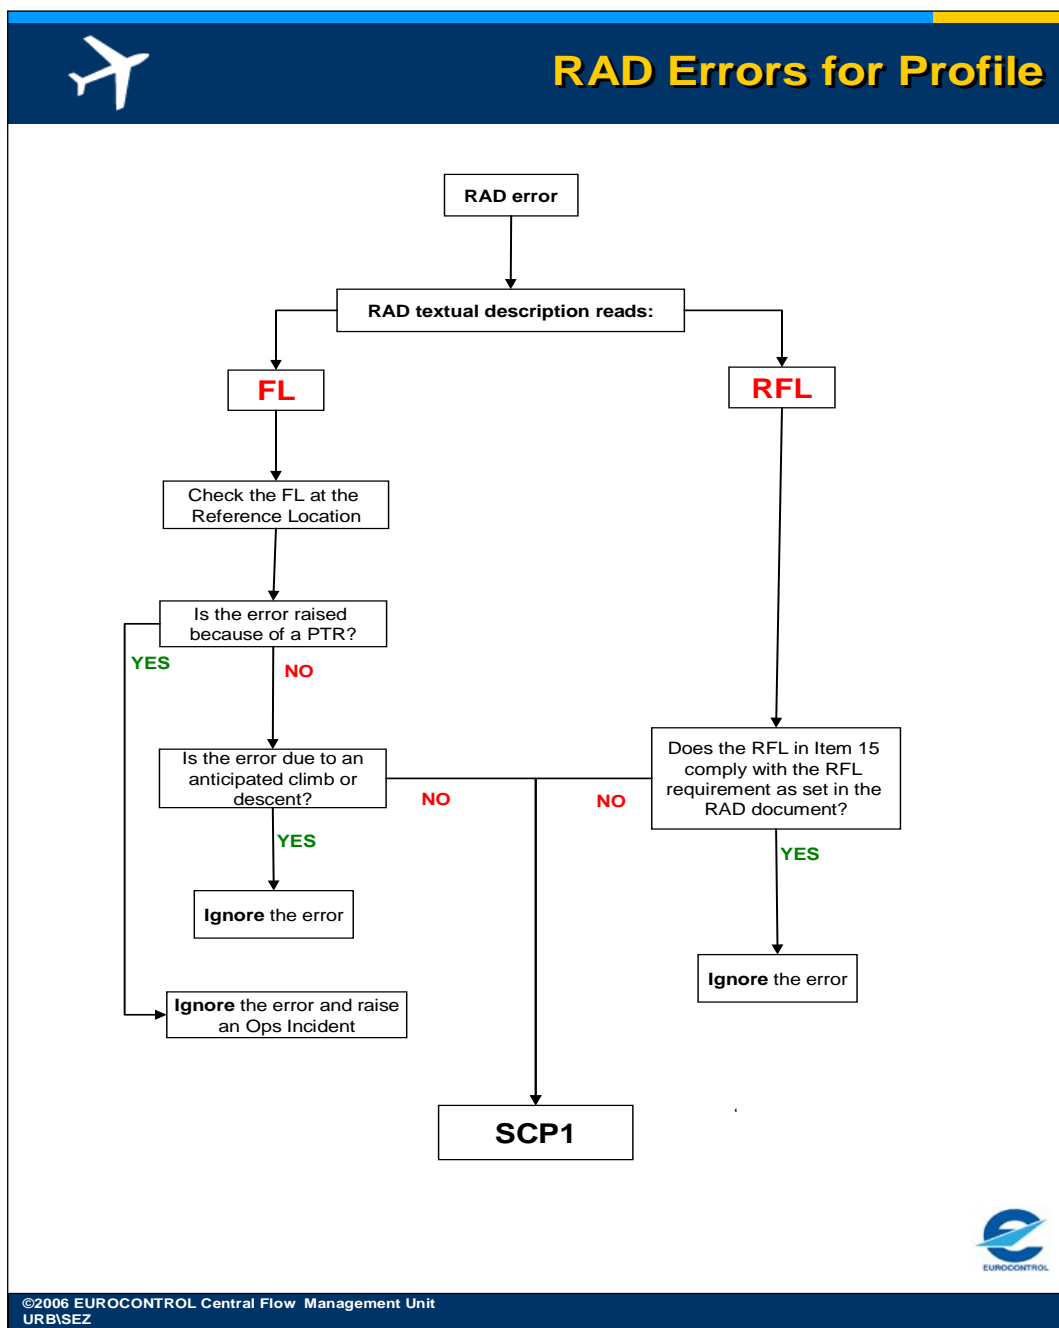 RAD Errors for Profile
RAD error
RAD textual description reads:
FL
RFL
Check the FL at the
Reference Location
Is the error raised
because of a PTR?
YES
NO
Is the error due to an
anticipated climb or
descent?
NO
NO
Does the RFL in Item 15
comply with the RFL
requirement as set in the
RAD document?
YES
YES
Ignore the error
Ignore the error
Ignore the error and raise
an Ops Incident
SCP1
EUROCONTROL
©2006 EUROCONTROL Central Flow Management Unit
URB\SEZ